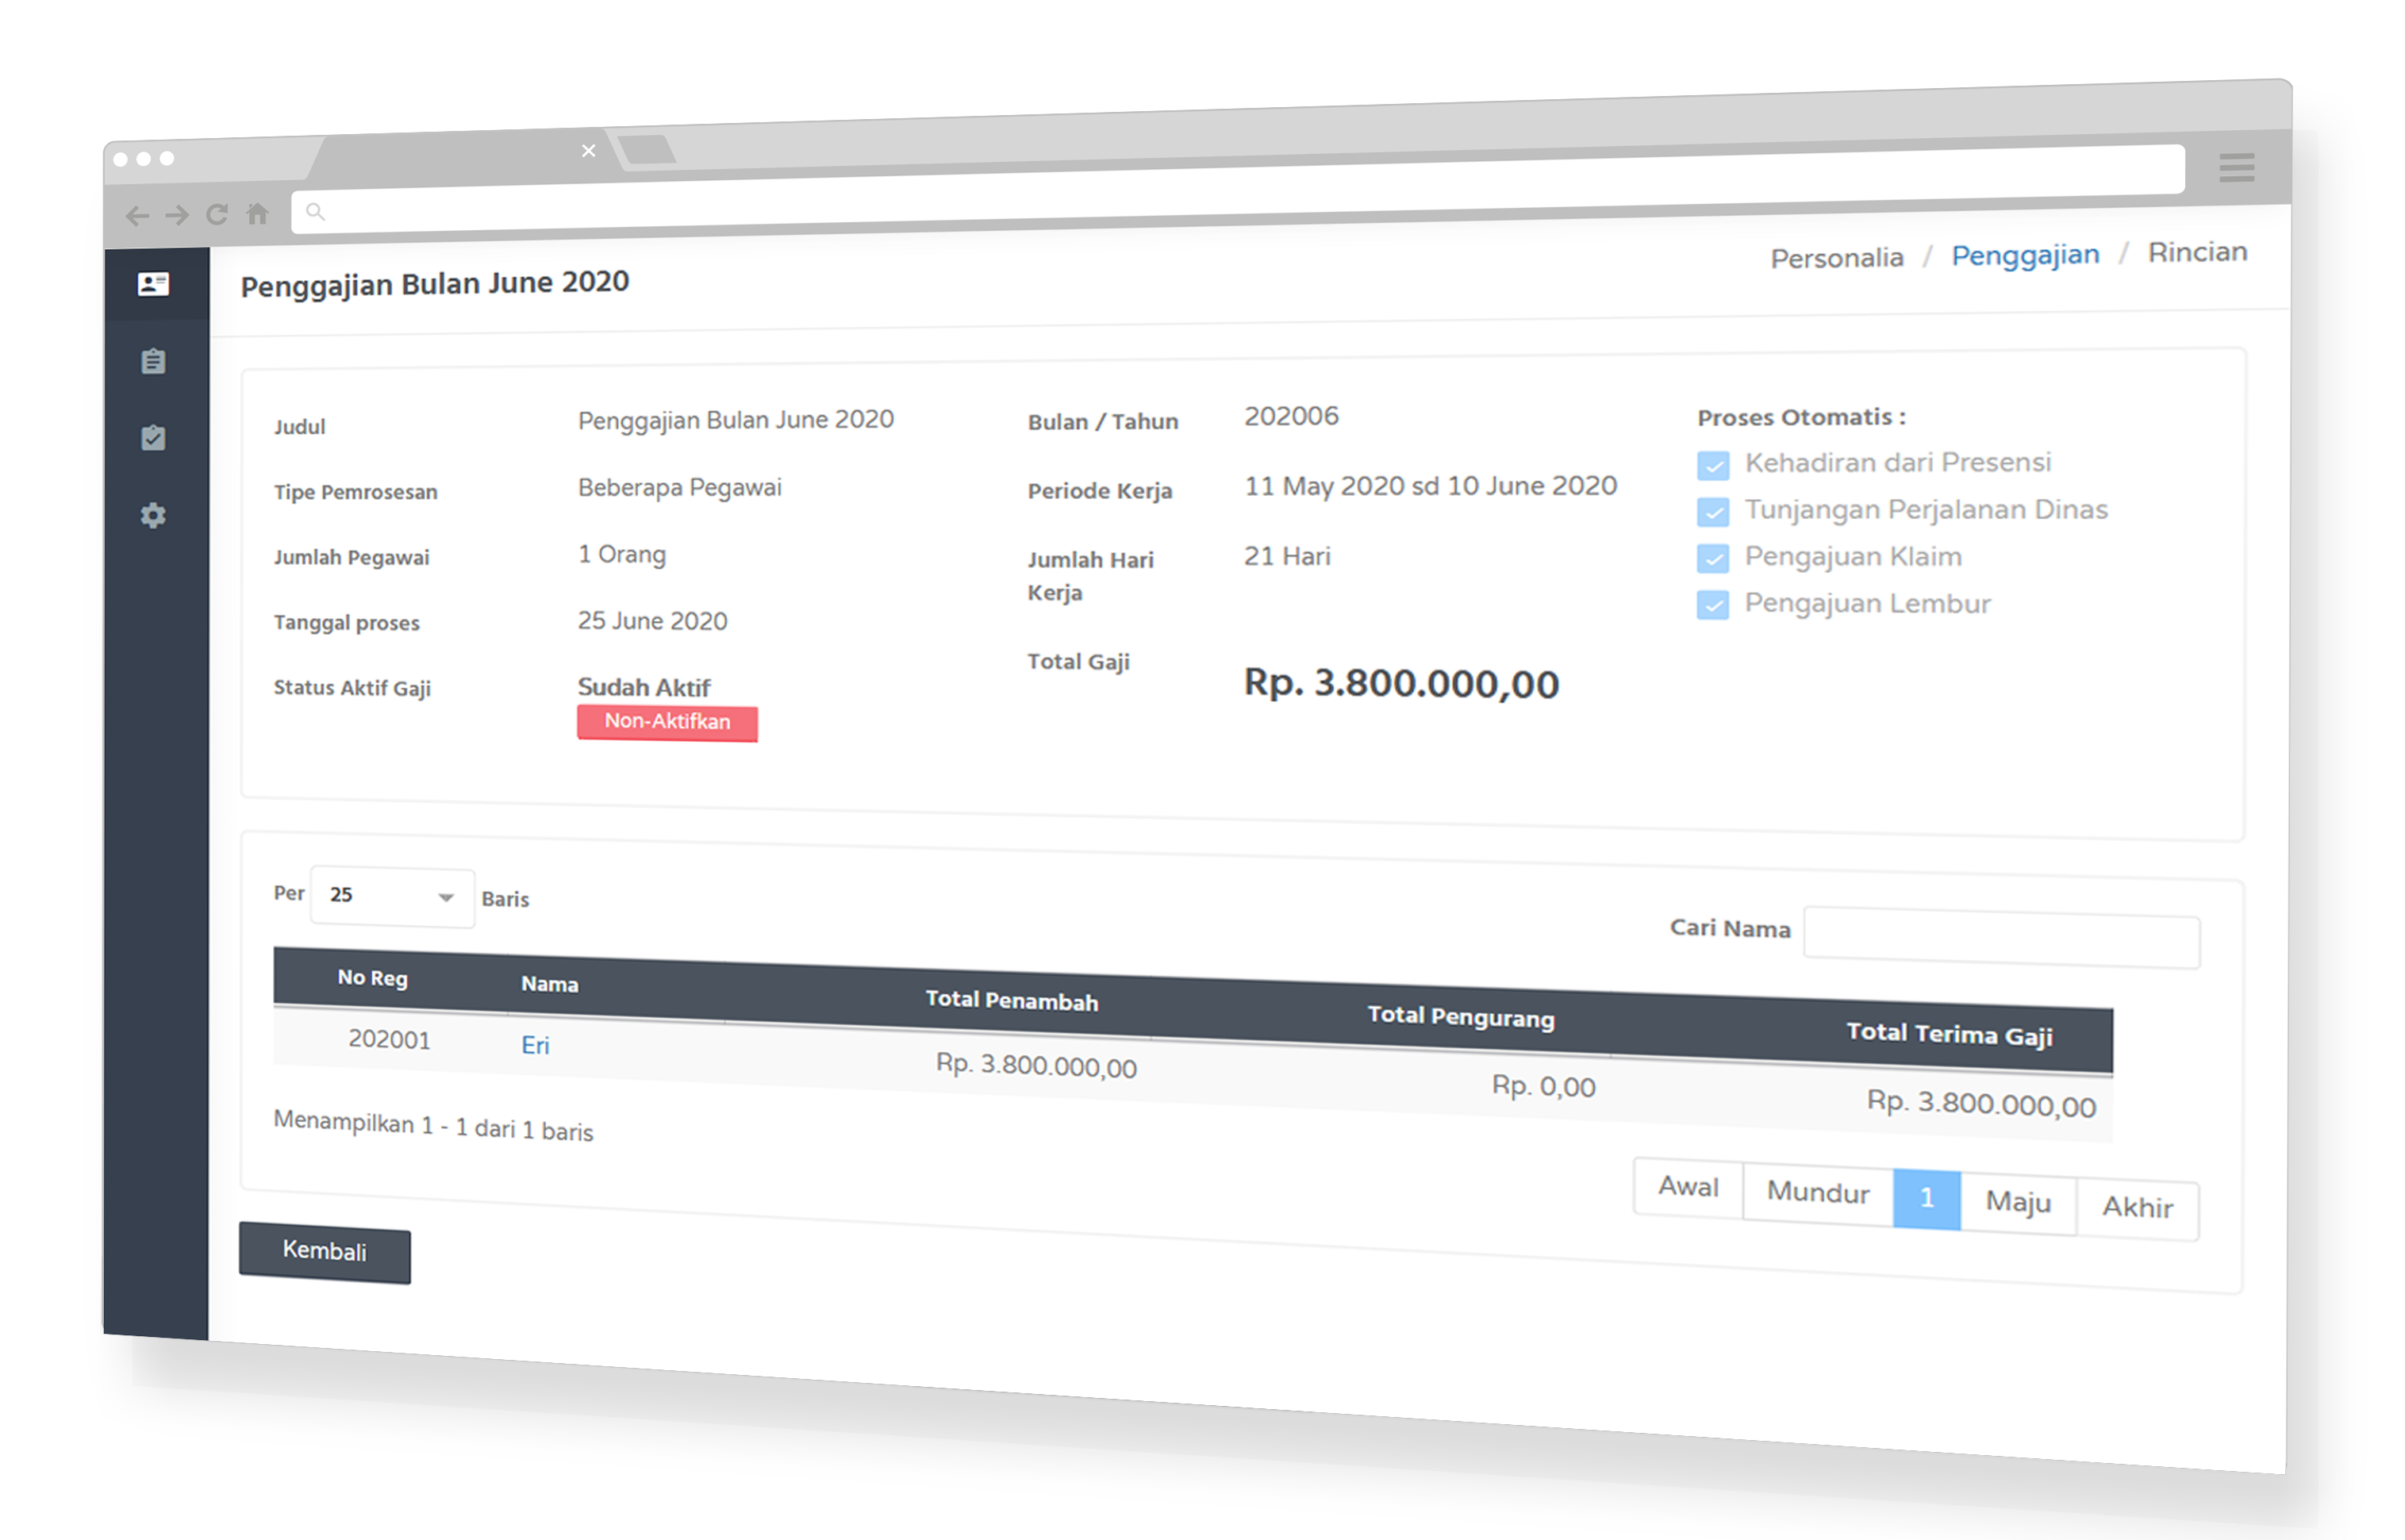 Penggajian Bulan June 2020
Personalia / Penggajian / Rincian
Judul Penggajian Bulan June 2020
Tipe Pemrosesan Beberapa Pegawai
Jumlah Pegawai 1 Orang
Tanggal proses 25 June 2020
Status Aktif Gaji Sudah Aktif
Non-Aktifkan
Bulan / Tahun 202006
Periode Kerja 11 May 2020 sd 10 June 2020
Jumlah Hari 21 Hari
Kerja
Total Gaji Rp. 3.800.000,00
Proses Otomatis :
Kehadiran dari Presensi
Tunjangan Perjalanan Dinas
Pengajuan Klaim
Pengajuan Lembur
Per 25 Baris
Cari Nama
No Reg Nama Total Penambah Total Pengurang Total Terima Gaji
202001 Eri Rp. 3.800.000,00 Rp. 0,00 Rp. 3.800.000,00
Menampilkan 1 - 1 dari 1 baris
Awal Mundur 1 Maju Akhir
Kembali